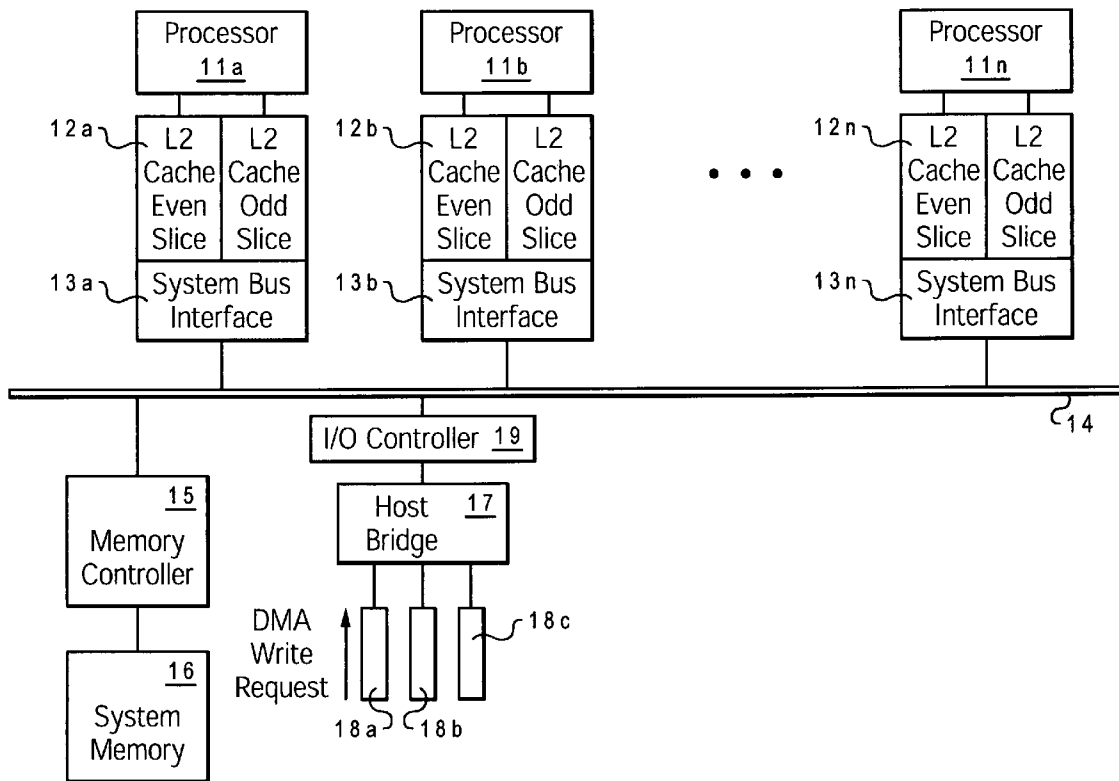 Processor
11a
Processor
11b
Processor
11n
12a
L2
Cache
Even
Slice
L2
Cache
Odd
Slice
12b
L2
Cache
Even
Slice
L2
Cache
Odd
Slice
12n
L2
Cache
Even
Slice
L2
Cache
Odd
Slice
13a
System Bus
Interface
13b
System Bus
Interface
13n
System Bus
Interface
14
I/O Controller 19
15
Memory
Controller
Host 17
Bridge
DMA
Write
Request
18c
16
System
Memory
18a
18b